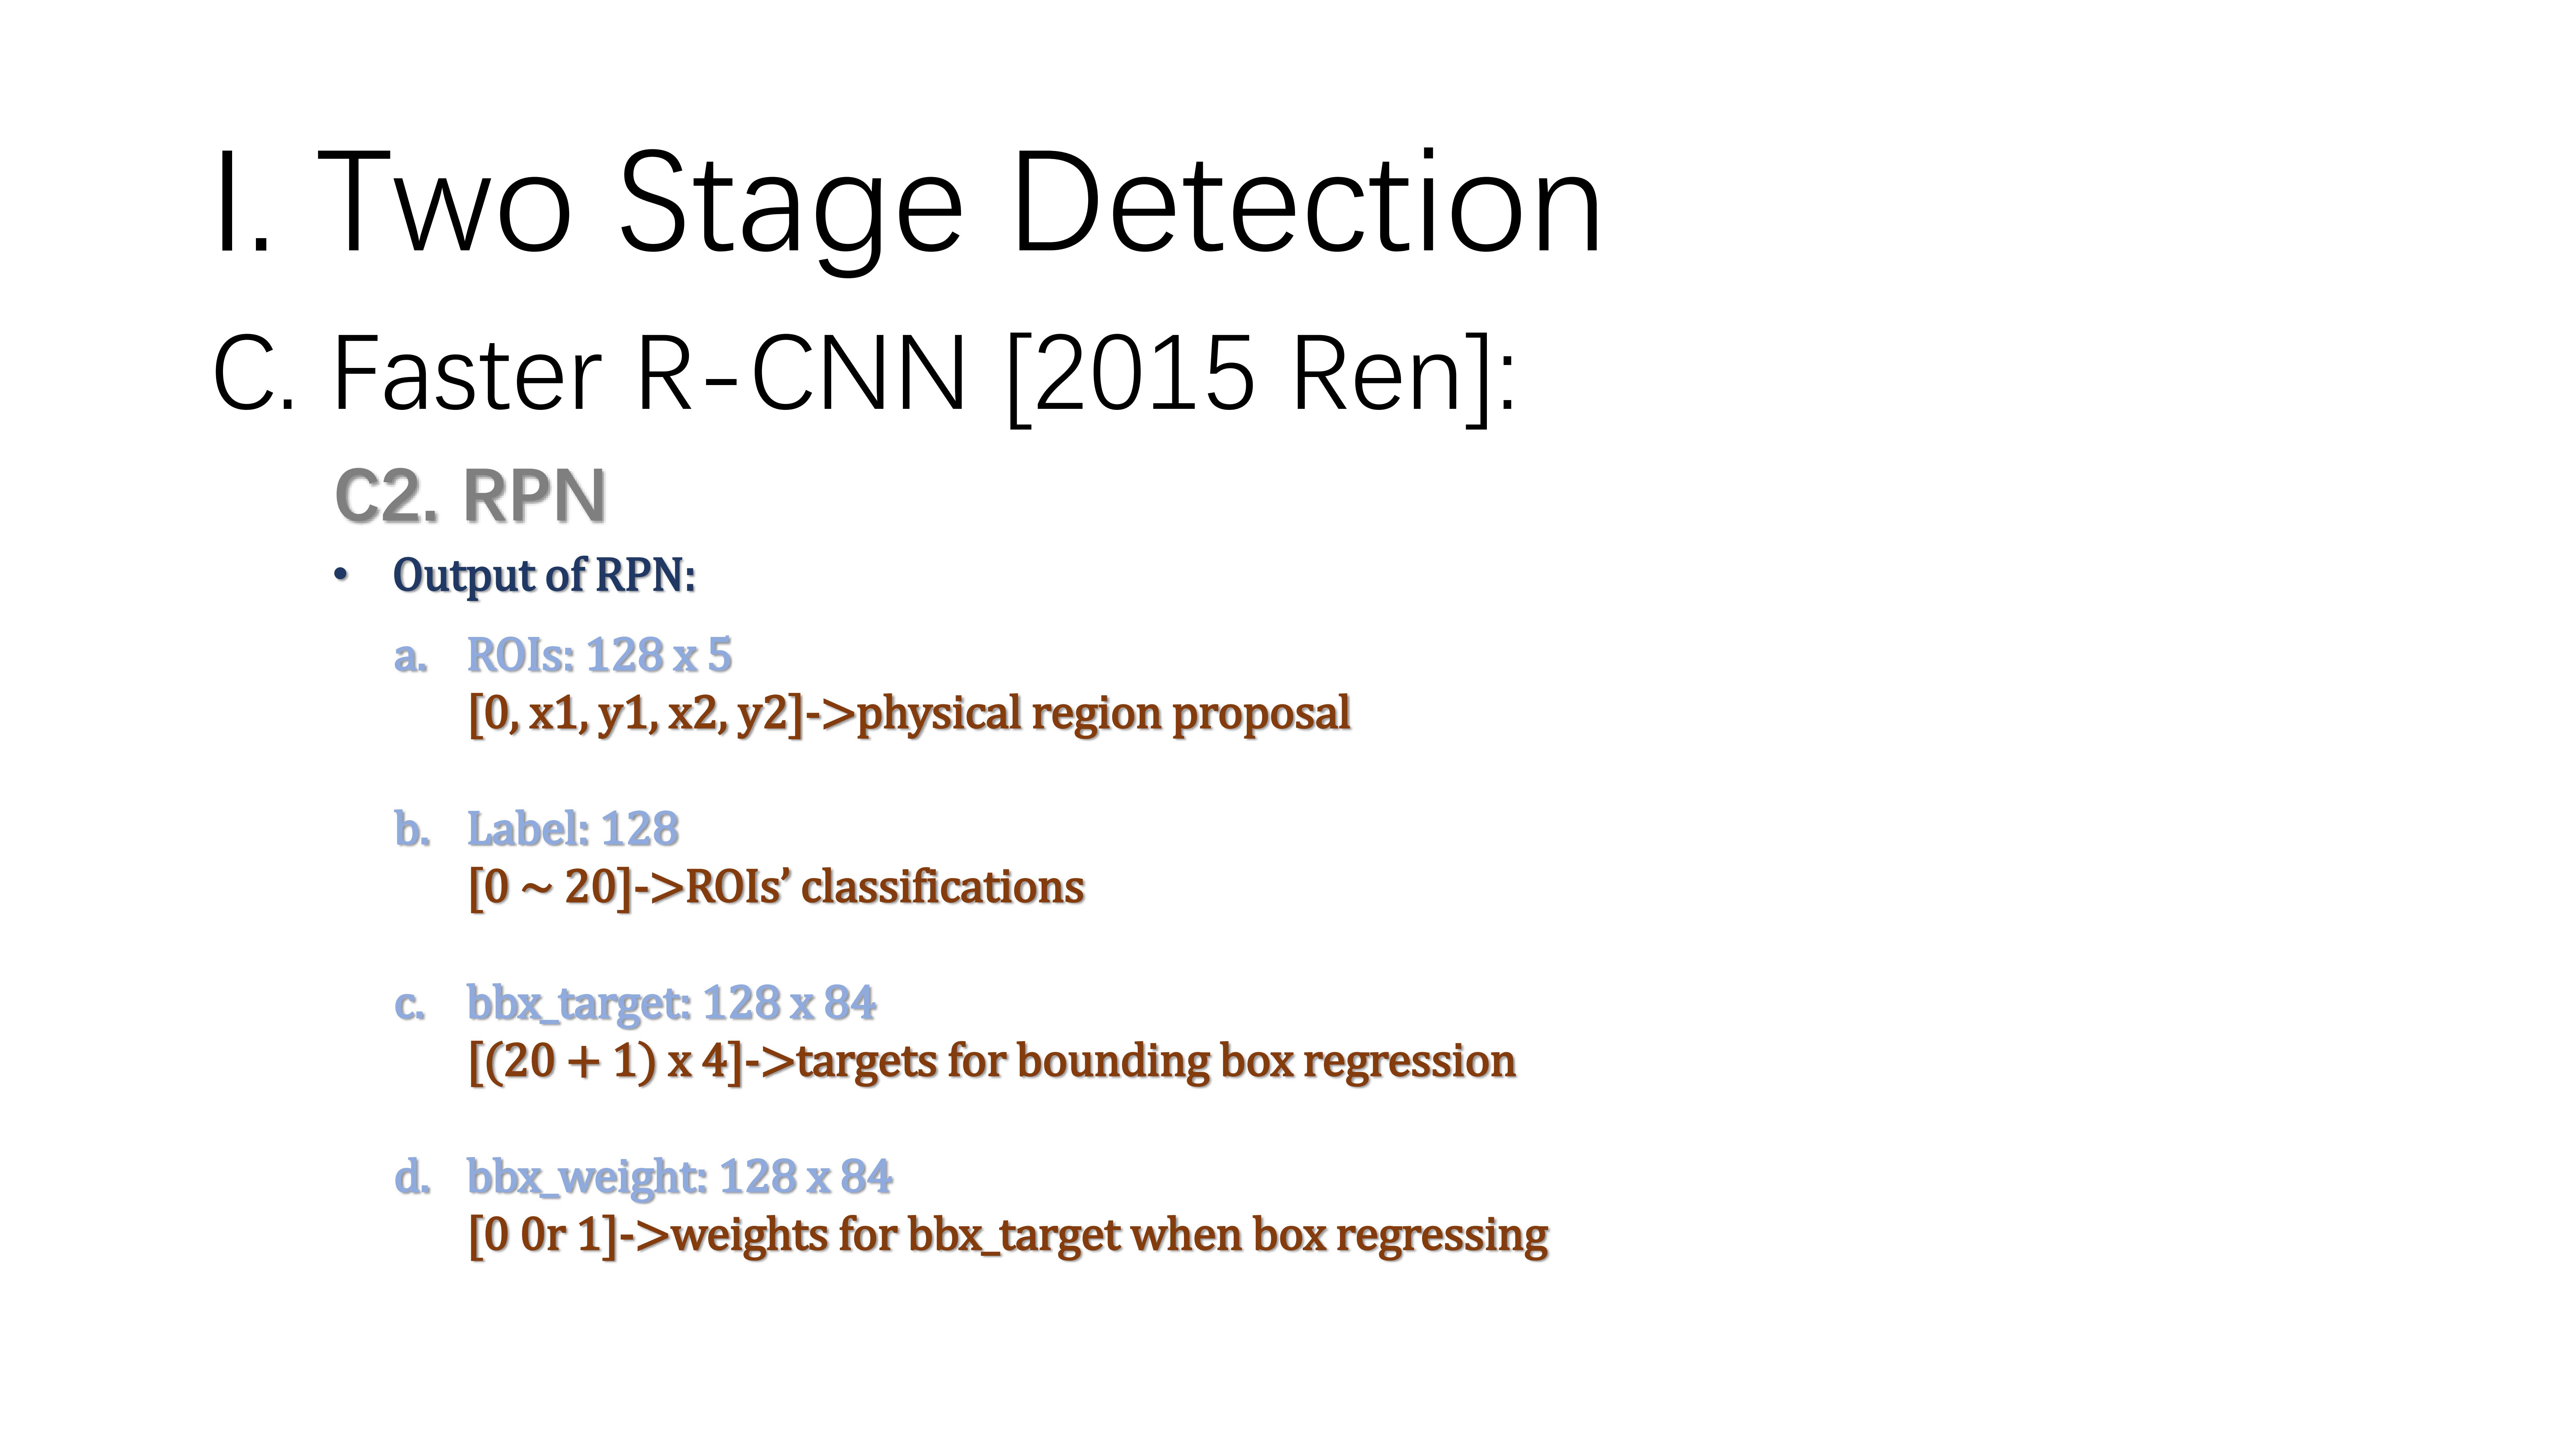 I. Two Stage Detection
C. Faster R-CNN [2015 Ren]:
C2. RPN
• Output of RPN:
a. ROIs: 128 x 5
[0, x1, y1, x2, y2]->physical region proposal
b. Label: 128
[0 ~ 20]->ROIs’ classifications
c. bbx_target: 128 x 84
[(20 + 1) x 4]->targets for bounding box regression
d. bbx_weight: 128 x 84
[0 0r 1]->weights for bbx_target when box regressing